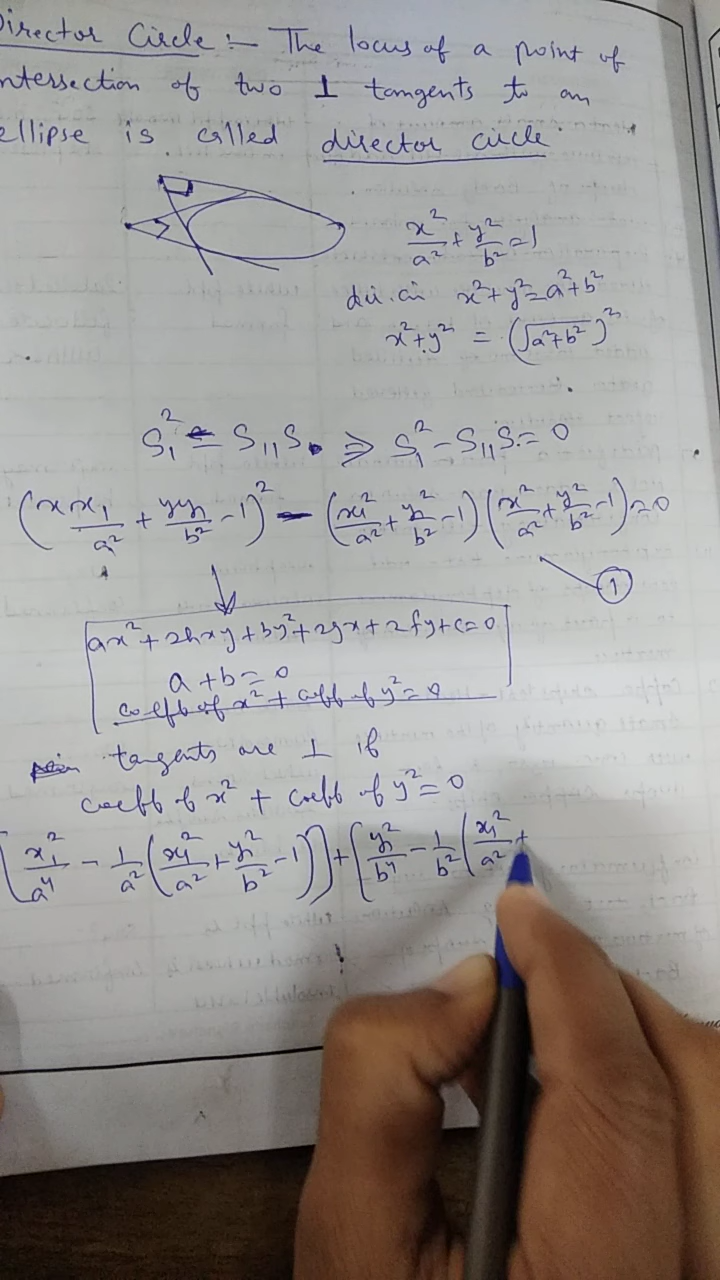 Director Circle :- The locus of a point of
intersection of two ⊥ tangents to an
ellipse is called director circle.
x²/a² + y²/b² = 1
dii. cii x² + y² = a² + b²
x² + y² = (√(a² + b²))²
S₁² = S₁₁S. ⇒ S₁² - S₁₁S = 0
(xx₁/a² + yy₁/b² - 1)² - (x₁²/a² + y₁²/b² - 1)(x²/a² + y²/b² - 1) = 0
①
ax² + 2hxy + by² + 2gx + 2fy + c = 0
a + b = 0
coeff of x² + coeff of y² = 0
tangents are ⊥ if
coeff of x² + coeff of y² = 0
[x₁²/a⁴ - 1/a²(x₁²/a² + y₁²/b² - 1)] + [y₁²/b⁴ - 1/b²(x₁²/a² +